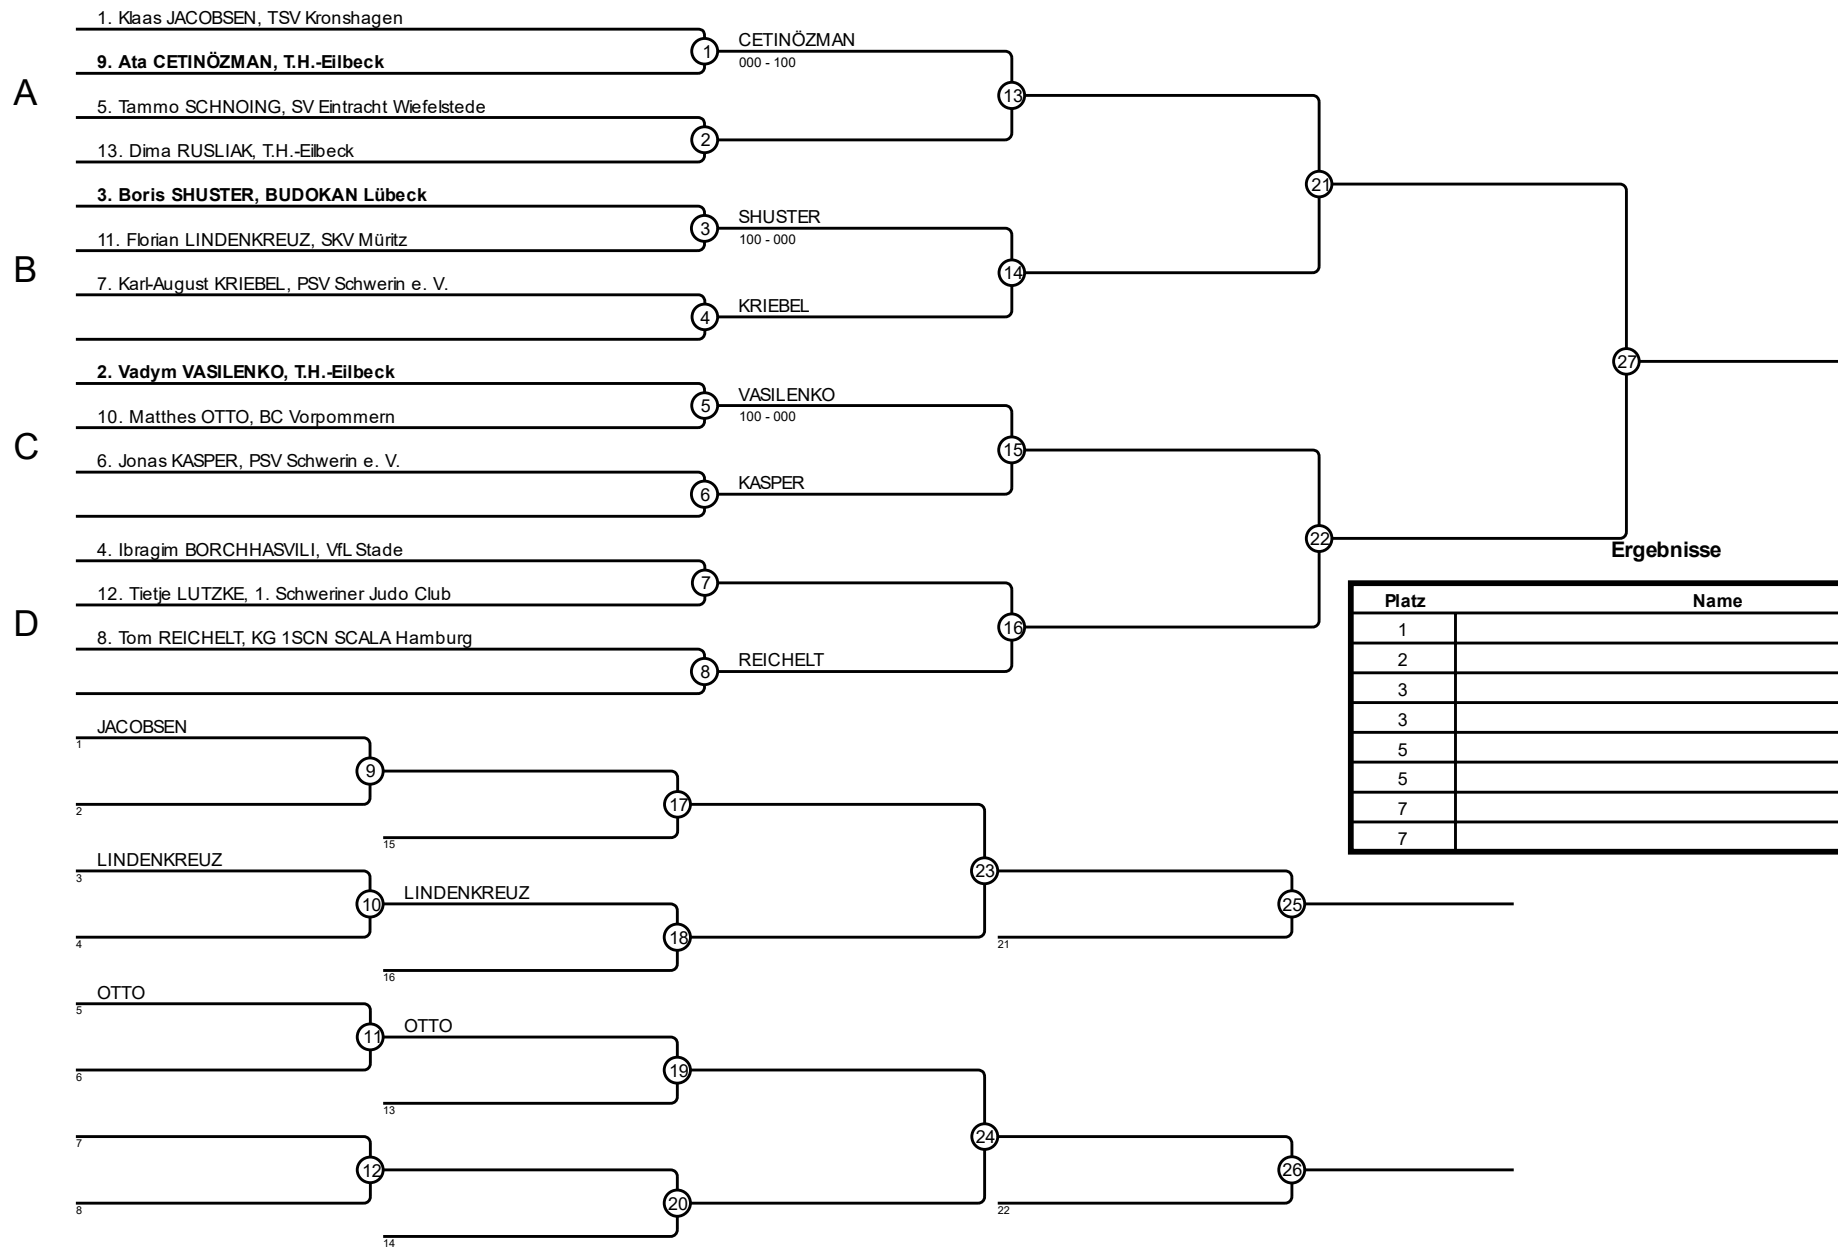 1. Klaas JACOBSEN, TSV Kronshagen
9. Ata CETINÖZMAN, T.H.-Eilbeck
1
CETINÖZMAN
000 - 100
A
5. Tammo SCHNOING, SV Eintracht Wiefelstede
13. Dima RUSLIAK, T.H.-Eilbeck
2
13
3. Boris SHUSTER, BUDOKAN Lübeck
11. Florian LINDENKREUZ, SKV Müritz
3
SHUSTER
100 - 000
21
B
7. Karl-August KRIEBEL, PSV Schwerin e. V.
4
KRIEBEL
14
2. Vadym VASILENKO, T.H.-Eilbeck
10. Matthes OTTO, BC Vorpommern
5
VASILENKO
100 - 000
27
C
6. Jonas KASPER, PSV Schwerin e. V.
6
KASPER
15
4. Ibragim BORCHHASVILI, VfL Stade
12. Tietje LUTZKE, 1. Schweriner Judo Club
7
22
D
8. Tom REICHELT, KG 1SCN SCALA Hamburg
8
REICHELT
16
Ergebnisse
Platz Name
1
2
3
3
5
5
7
7
JACOBSEN
1
9
2
17
15
LINDENKREUZ
3
10
LINDENKREUZ
4
18
16
23
25
21
OTTO
5
11
OTTO
6
19
13
7
12
8
20
14
24
26
22